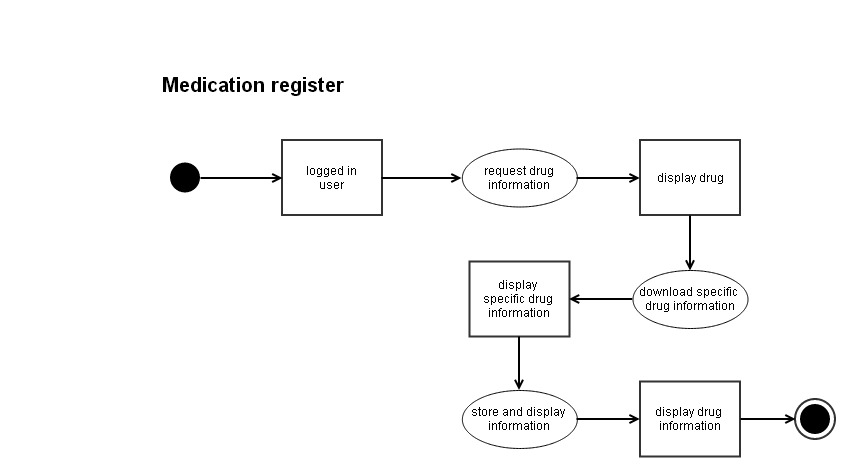 Medication register
logged in
user
request drug
information
display drug
display
specific drug
information
download specific
drug information
store and display
information
display drug
information